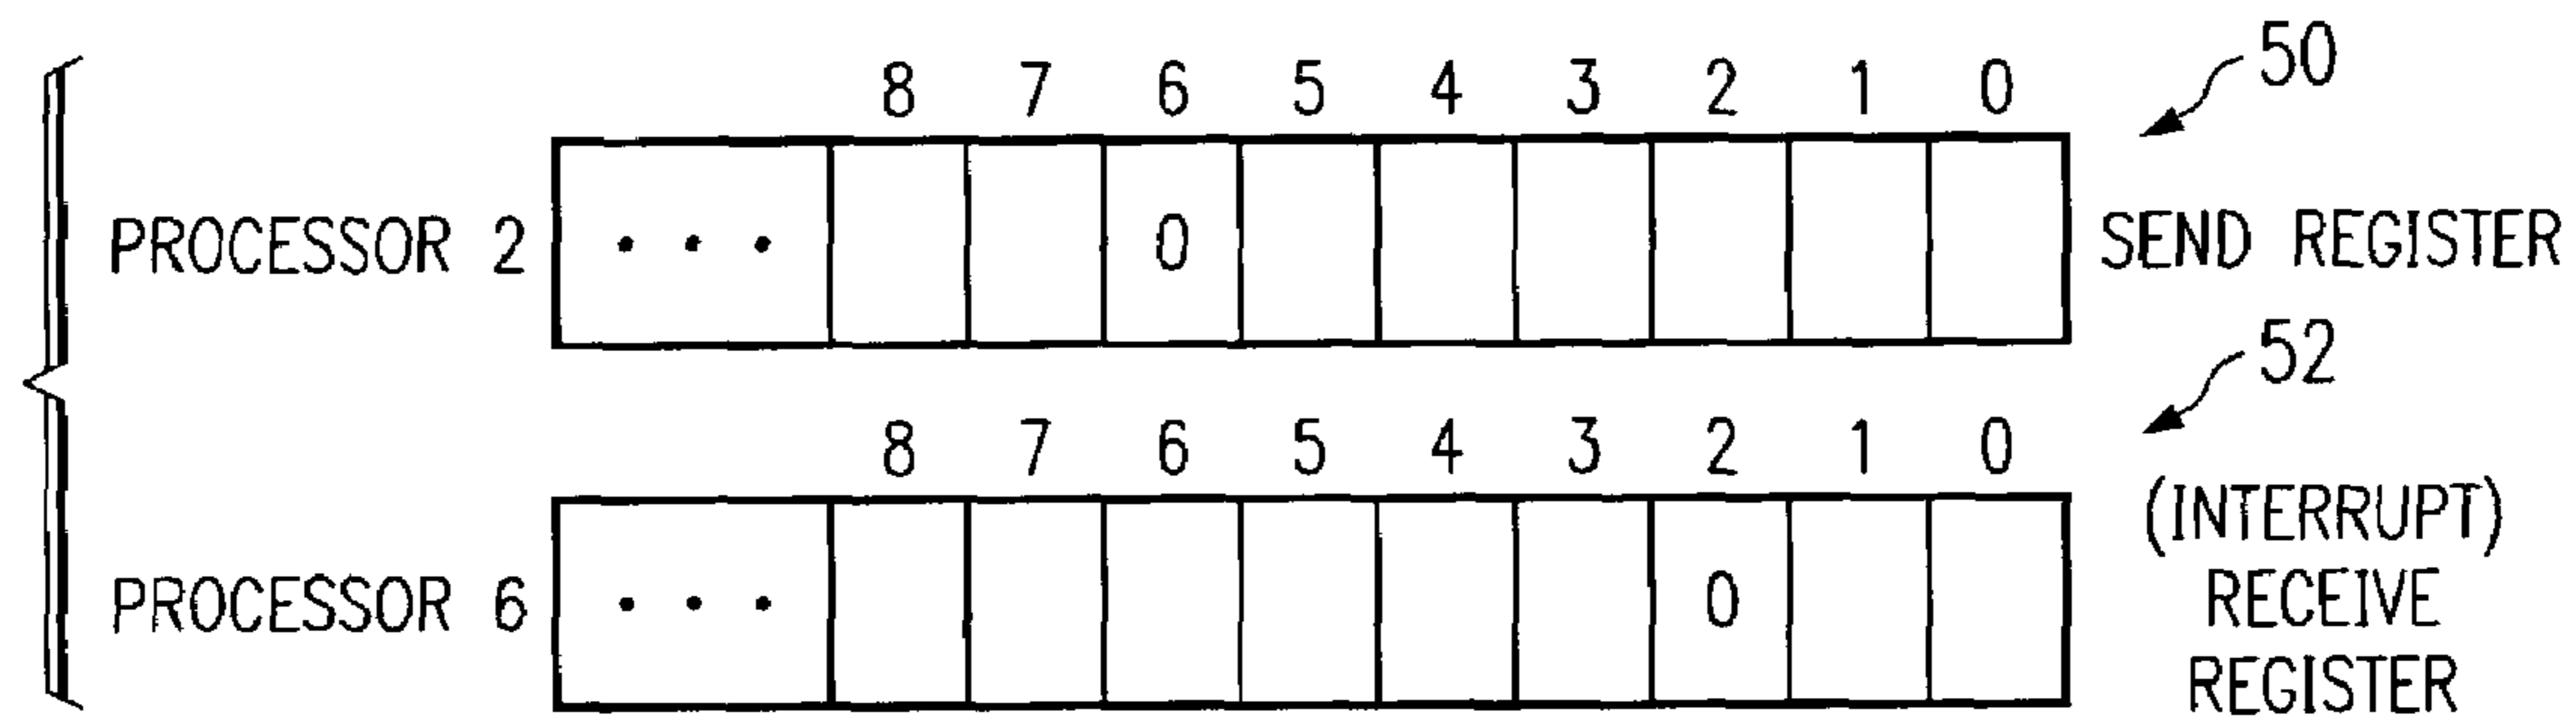 8 7 6 5 4 3 2 1 0 50
PROCESSOR 2 • • • 0 SEND REGISTER
8 7 6 5 4 3 2 1 0 52
PROCESSOR 6 • • • 0 (INTERRUPT)
RECEIVE
REGISTER